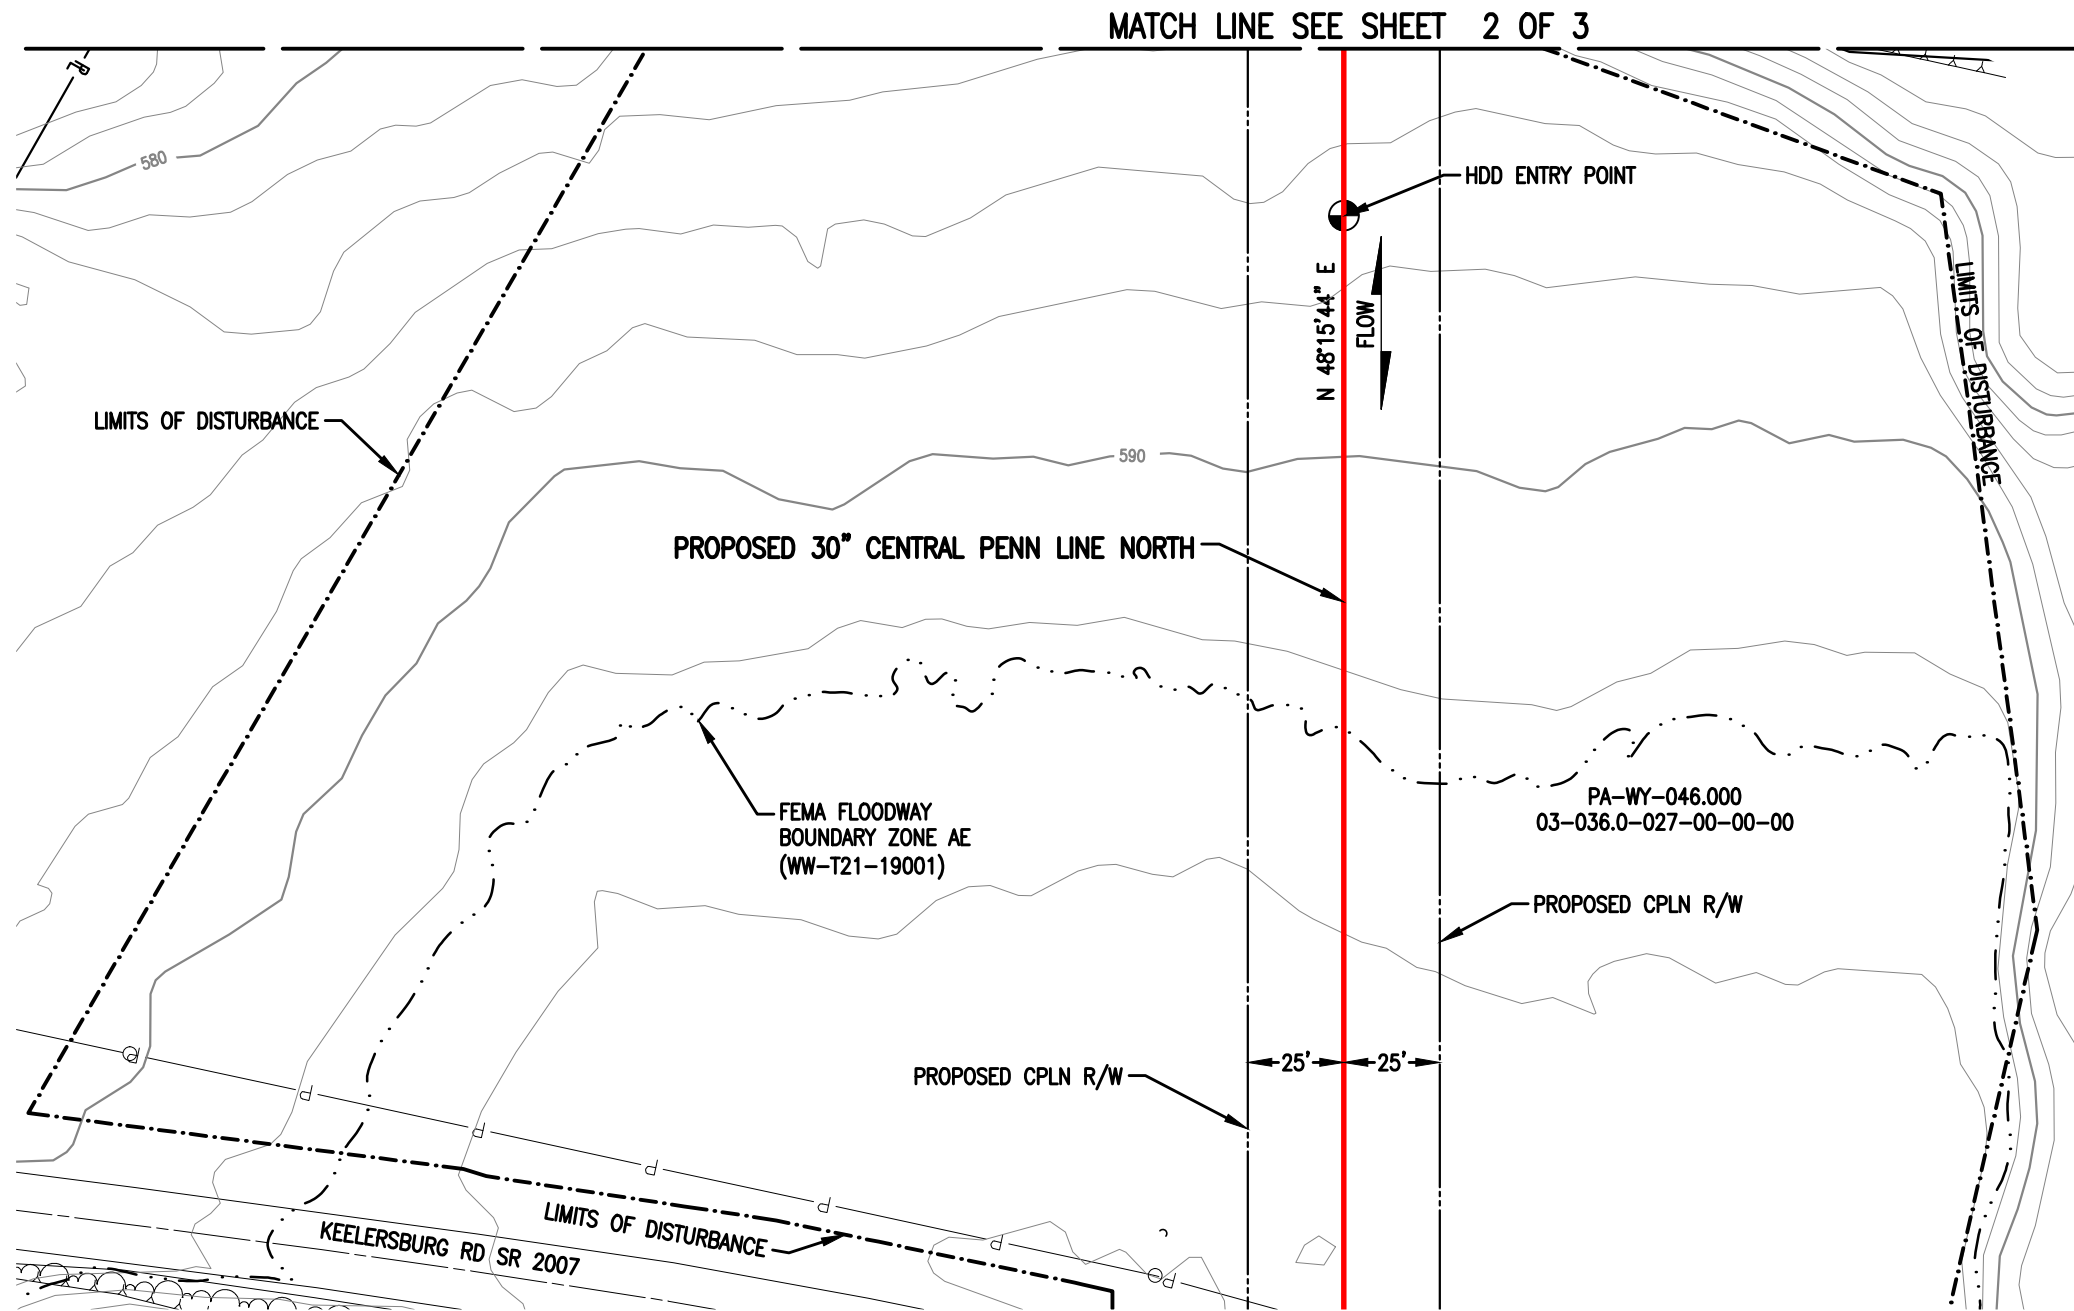 MATCH LINE SEE SHEET 2 OF 3
PL
580
HDD ENTRY POINT
N 48°15'44" E
FLOW
LIMITS OF DISTURBANCE
LIMITS OF DISTURBANCE
590
PROPOSED 30" CENTRAL PENN LINE NORTH
FEMA FLOODWAY
BOUNDARY ZONE AE
(WW-T21-19001)
PA-WY-046.000
03-036.0-027-00-00-00
PROPOSED CPLN R/W
25'
25'
PROPOSED CPLN R/W
P
P
P
P
P
P
P
LIMITS OF DISTURBANCE
KEELERSBURG RD SR 2007